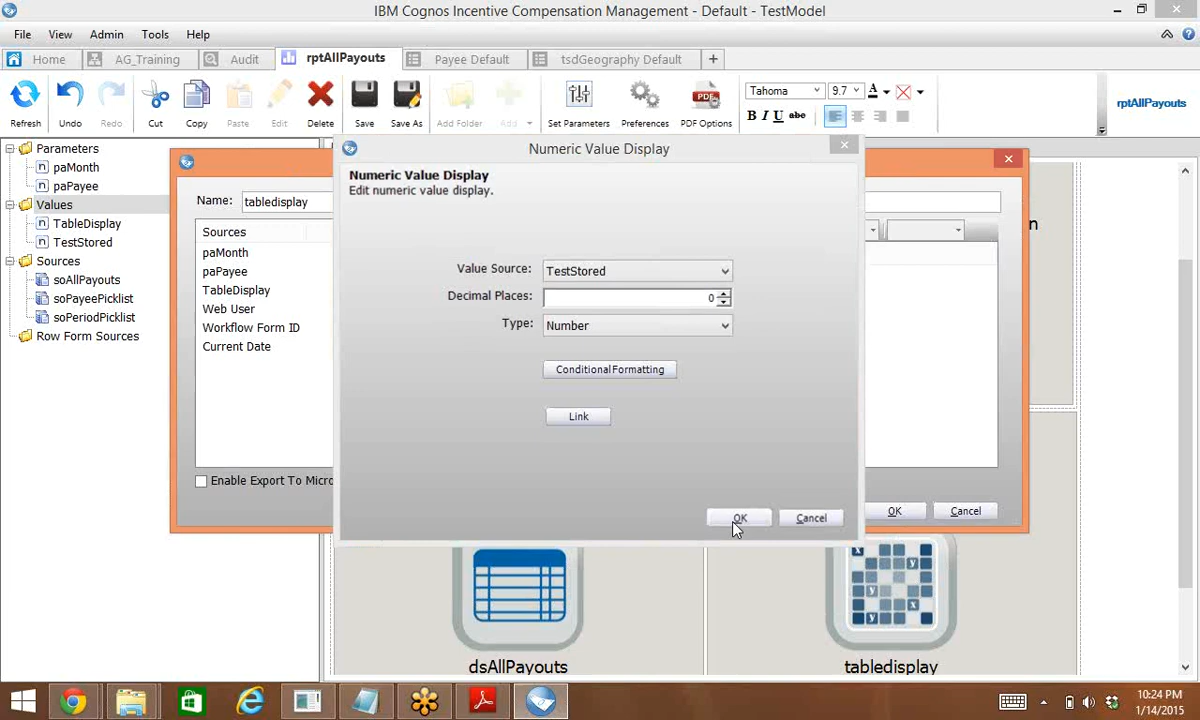 IBM Cognos Incentive Compensation Management - Default - TestModel
File View Admin Tools Help
Home AG_Training Audit rptAllPayouts Payee Default tsdGeography Default +
Tahoma 9.7 A
B I U abc
Refresh Undo Redo Cut Copy Paste Edit Delete Save Save As Add Folder Add Set Parameters Preferences PDF Options
PDF
rptAllPayouts
Parameters
paMonth
paPayee
Values
TableDisplay
TestStored
Sources
soAllPayouts
soPayeePicklist
soPeriodPicklist
Row Form Sources
Name: tabledisplay
Sources
paMonth
paPayee
TableDisplay
Web User
Workflow Form ID
Current Date
Enable Export To Micro
OK Cancel
Numeric Value Display
Numeric Value Display
Edit numeric value display.
Value Source: TestStored
Decimal Places: 0
Type: Number
Conditional Formatting
Link
OK Cancel
n
dsAllPayouts
tabledisplay
x
y
y
x
y
x
10:24 PM
1/14/2015